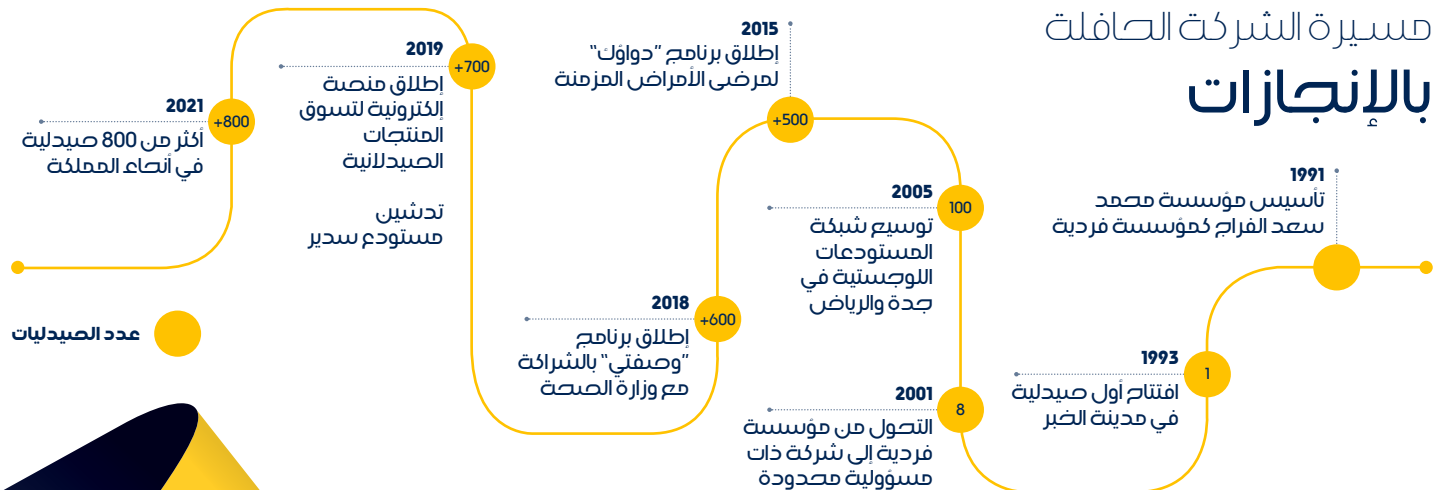 مسيرة الشركة الحافلة
بالإنجازات
1991
تأسيس مؤسسة محمد
سعد الفراج كمؤسسة فردية
1
1993
افتتاح أول صيدلية
في مدينة الخبر
8
2001
التحول من مؤسسة
فردية إلى شركة ذات
مسؤولية محدودة
100
2005
توسيع شبكة
المستودعات
اللوجستية في
جدة والرياض
+500
2015
إطلاق برنامج "دواؤك"
لمرضى الأمراض المزمنة
+600
2018
إطلاق برنامج
"وصفتي" بالشراكة
مع وزارة الصحة
+700
2019
إطلاق منصة
إلكترونية لتسوق
المنتجات
الصيدلانية
تدشين
مستودع سدير
+800
2021
أكثر من 800 صيدلية
في أنحاء المملكة
عدد الصيدليات